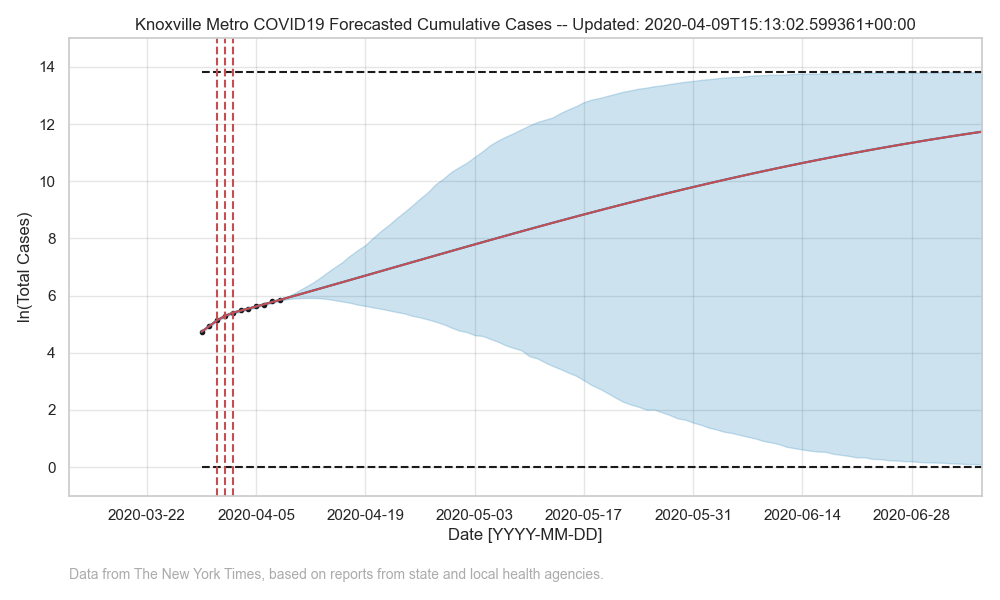 Knoxville Metro COVID19 Forecasted Cumulative Cases -- Updated: 2020-04-09T15:13:02.599361+00:00
ln(Total Cases)
14
12
10
8
6
4
2
0
2020-03-22 2020-04-05 2020-04-19 2020-05-03 2020-05-17 2020-05-31 2020-06-14 2020-06-28
Date [YYYY-MM-DD]
Data from The New York Times, based on reports from state and local health agencies.